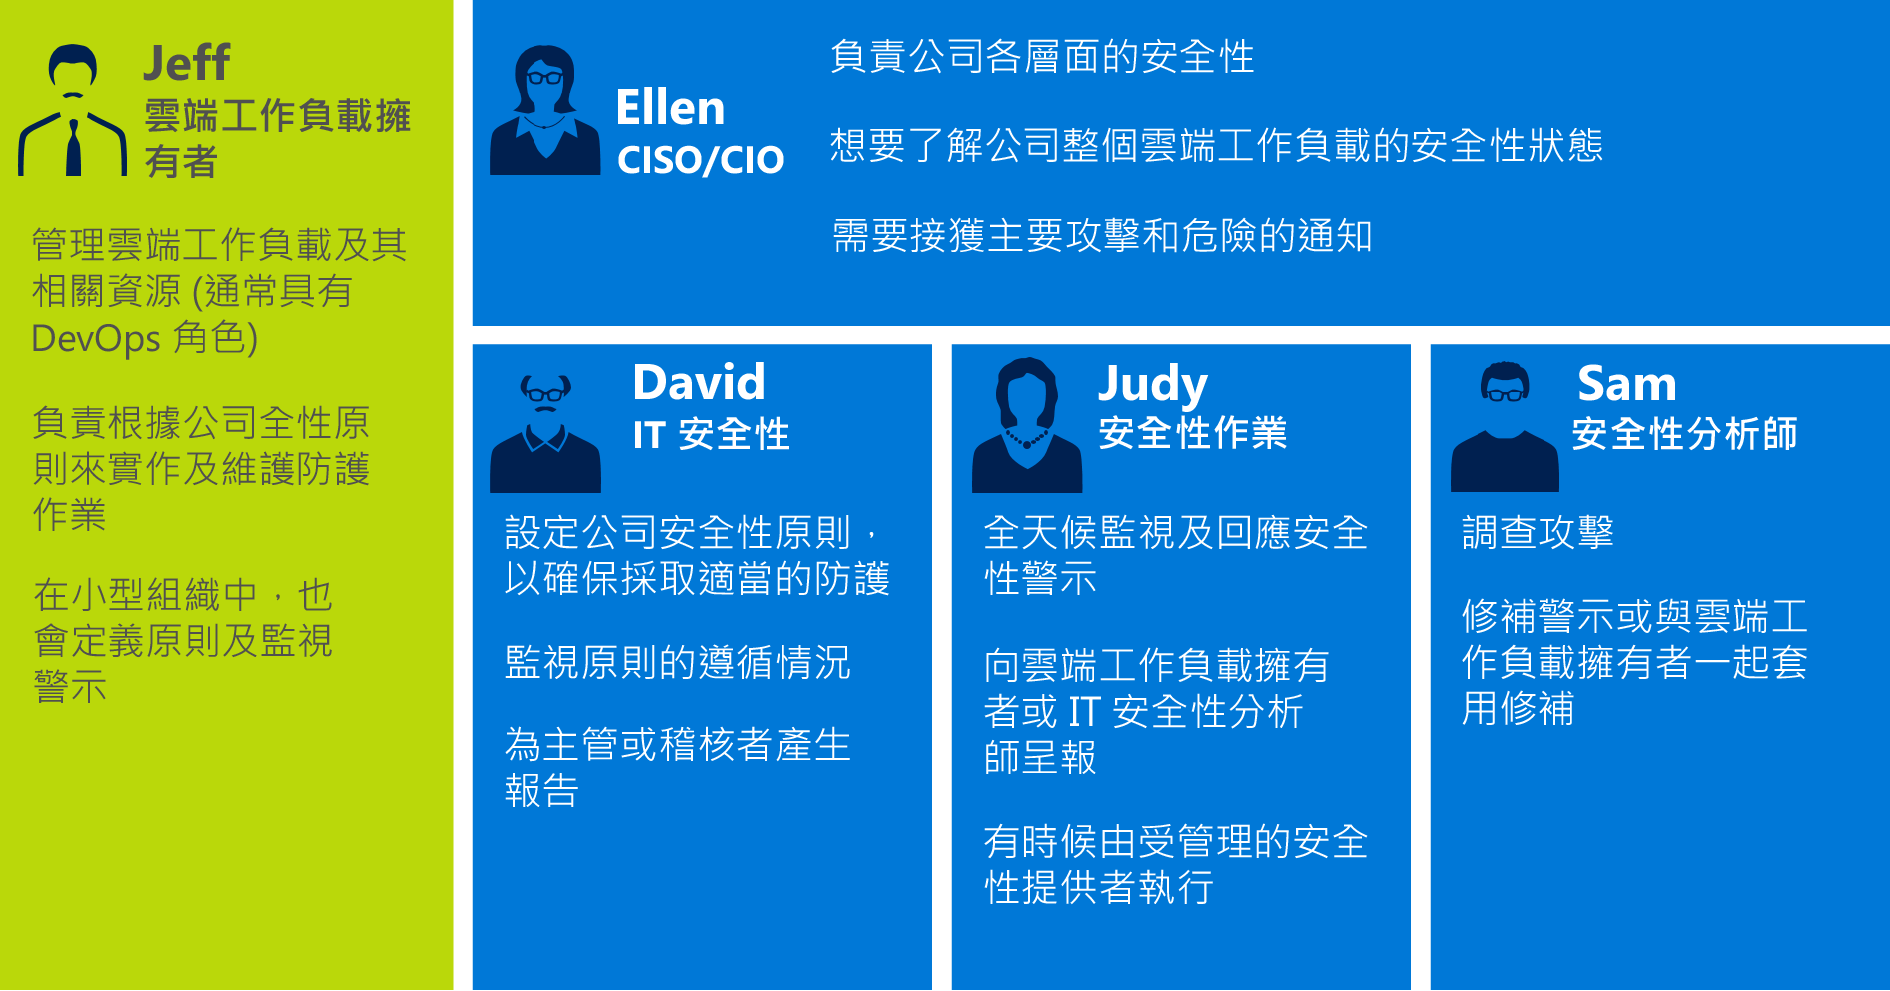 Jeff
雲端工作負載擁
有者
管理雲端工作負載及其
相關資源 (通常具有
DevOps 角色)
負責根據公司全性原
則來實作及維護防護
作業
在小型組織中，也
會定義原則及監視
警示
Ellen
CISO/CIO
負責公司各層面的安全性
想要了解公司整個雲端工作負載的安全性狀態
需要接獲主要攻擊和危險的通知
David
IT 安全性
設定公司安全性原則，
以確保採取適當的防護
監視原則的遵循情況
為主管或稽核者產生
報告
Judy
安全性作業
全天候監視及回應安全
性警示
向雲端工作負載擁有
者或 IT 安全性分析
師呈報
有時候由受管理的安全
性提供者執行
Sam
安全性分析師
調查攻擊
修補警示或與雲端工
作負載擁有者一起套
用修補